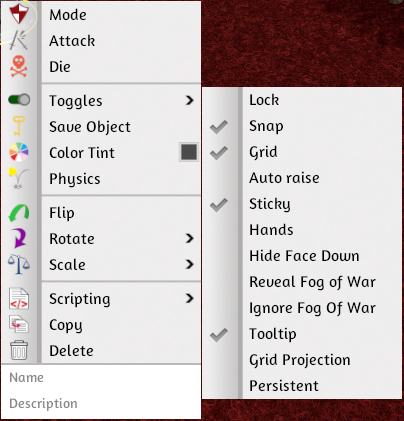 Mode
Attack
Die
Toggles
Save Object
Color Tint
Physics
Flip
Rotate
Scale
Scripting
Copy
Delete
Name
Description
Lock
Snap
Grid
Auto raise
Sticky
Hands
Hide Face Down
Reveal Fog of War
Ignore Fog Of War
Tooltip
Grid Projection
Persistent